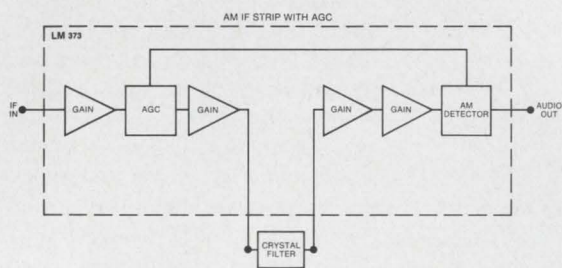 AM IF STRIP WITH AGC
LM 373
IF
IN
GAIN
AGC
GAIN
GAIN
GAIN
AM
DETECTOR
AUDIO
OUT
CRYSTAL
FILTER